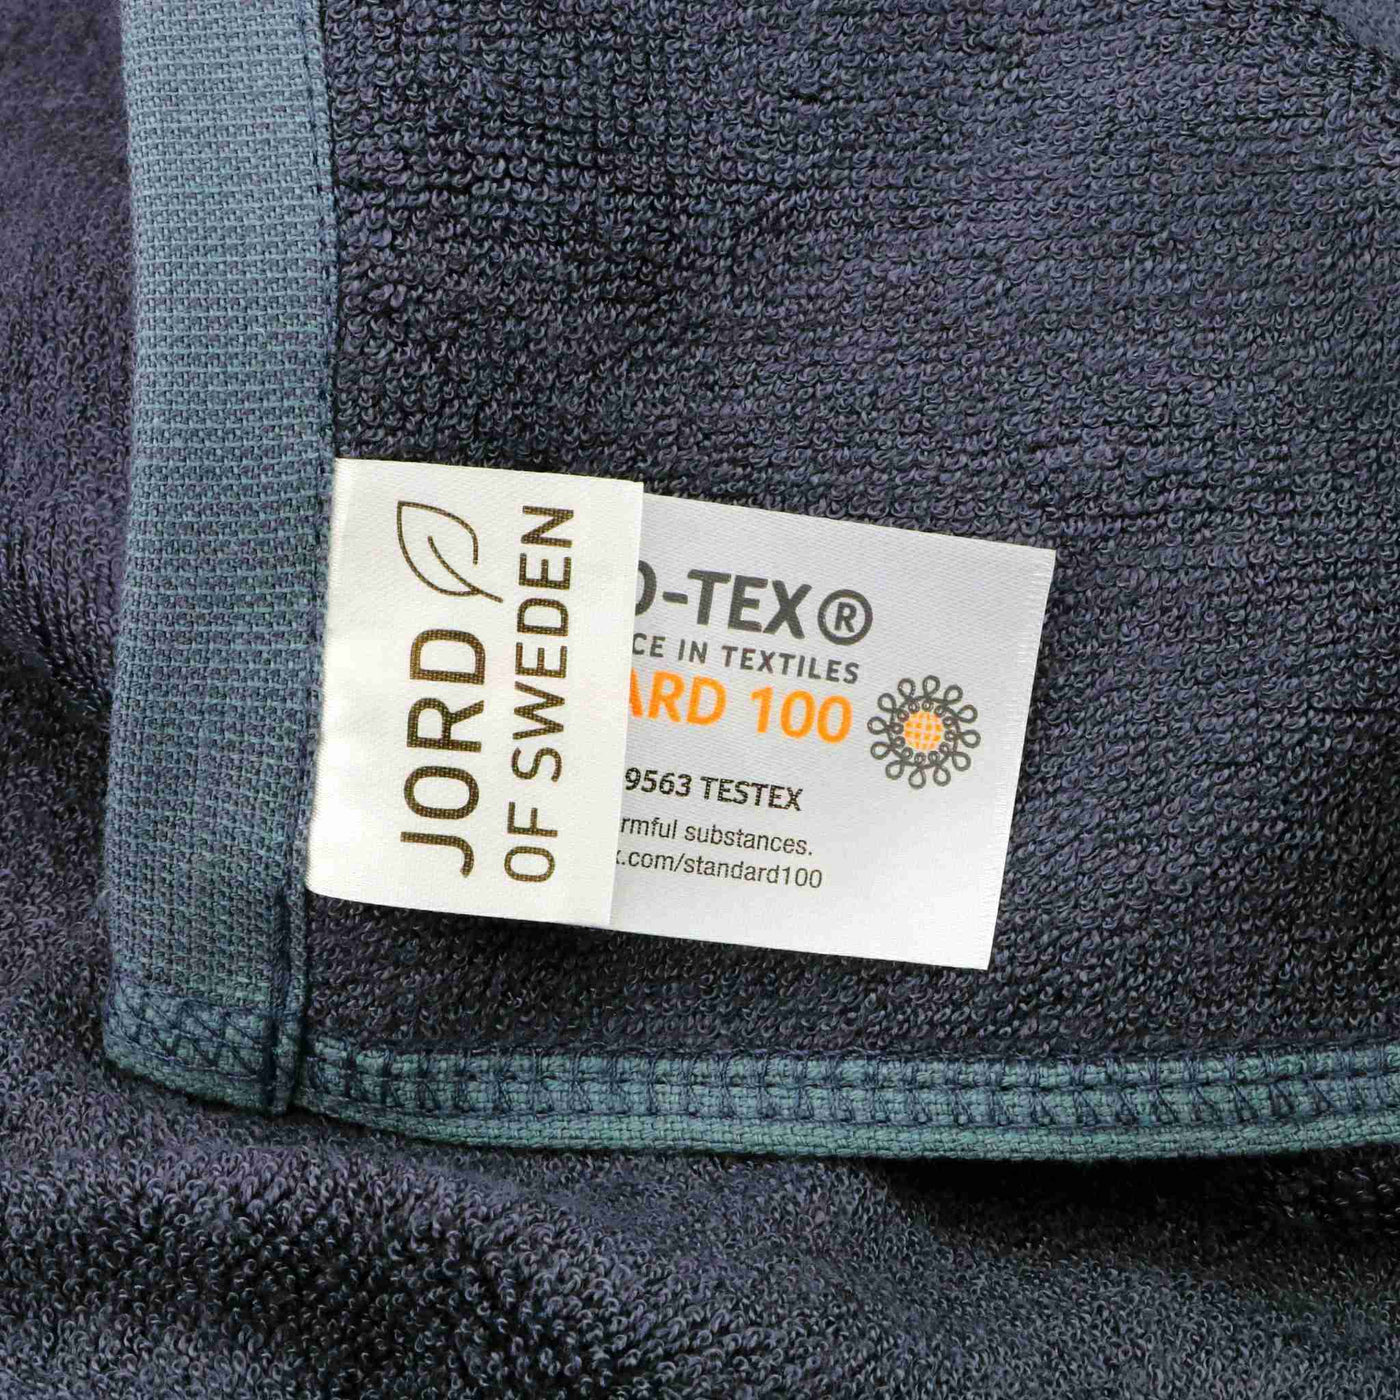 JORD
OF SWEDEN
O-TEX®
CE IN TEXTILES
ARD 100
9563 TESTEX
rmful substances.
x.com/standard100